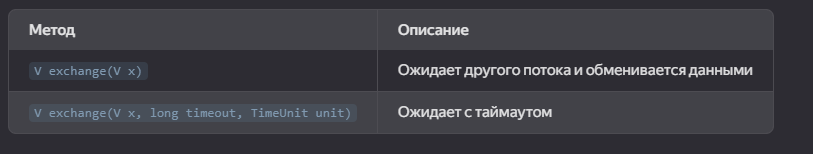 Метод Описание
V exchange(V x) Ожидает другого потока и обменивается данными
V exchange(V x, long timeout, TimeUnit unit) Ожидает с таймаутом